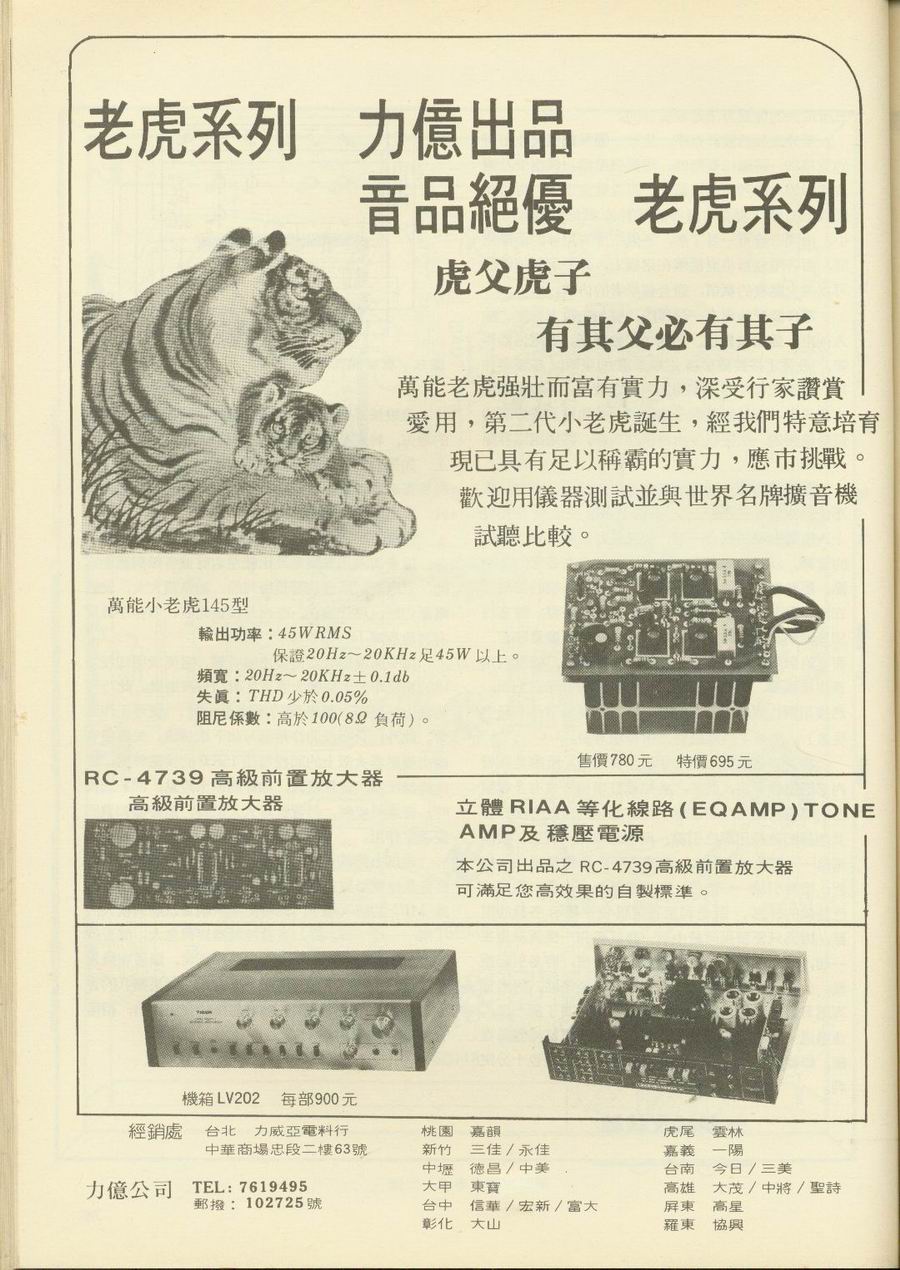 老虎系列　力億出品
音品絕優　老虎系列
虎父虎子
有其父必有其子
萬能老虎强壯而富有實力，深受行家讚賞
愛用，第二代小老虎誕生，經我們特意培育
現已具有足以稱霸的實力，應市挑戰。
歡迎用儀器測試並與世界名牌擴音機
試聽比較。
萬能小老虎145型
輸出功率：45WRMS
保證20Hz～20KHz足45W以上。
頻寬：20Hz～20KHz±0.1db
失眞：THD少於0.05%
阻尼係數：高於100(8Ω 負荷)。
售價780元　特價695元
RC-4739高級前置放大器
高級前置放大器
立體RIAA等化線路(EQAMP)TONE
AMP及穩壓電源
本公司出品之 RC-4739高級前置放大器
可滿足您高效果的自製標準。
TIGER
機箱LV202　每部900元
經銷處　台北　力威亞電料行
中華商場忠段二樓63號
力億公司　TEL: 7619495
郵撥：102725號
桃園　嘉韻
新竹　三佳/永佳
中壢　德昌/中美
大甲　東寶
台中　信華/宏新/富大
彰化　大山
虎尾　雲林
嘉義　一陽
台南　今日/三美
高雄　大茂/中將/聖詩
屏東　高星
羅東　協興